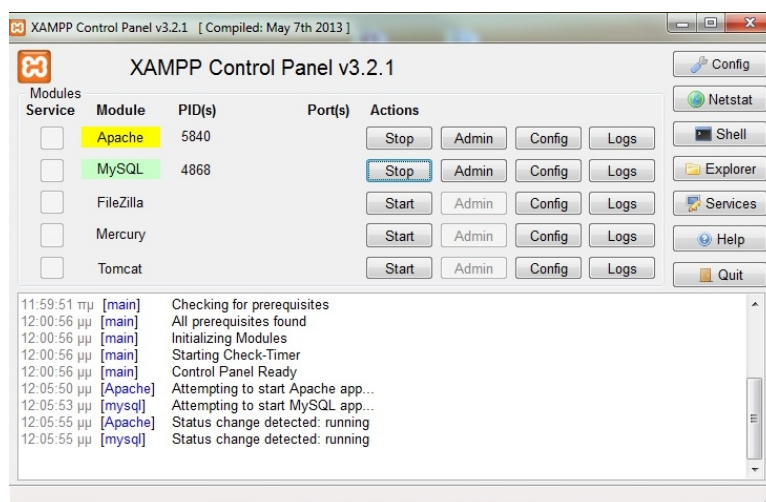 XAMPP Control Panel v3.2.1 [ Compiled: May 7th 2013 ]
XAMPP Control Panel v3.2.1
Config
Modules
Service Module PID(s) Port(s) Actions
Netstat
Apache 5840 Stop Admin Config Logs
Shell
MySQL 4868 Stop Admin Config Logs
Explorer
FileZilla Start Admin Config Logs
Services
Mercury Start Admin Config Logs
Help
Tomcat Start Admin Config Logs
Quit
11:59:51 πμ [main] Checking for prerequisites
12:00:56 μμ [main] All prerequisites found
12:00:56 μμ [main] Initializing Modules
12:00:56 μμ [main] Starting Check-Timer
12:00:56 μμ [main] Control Panel Ready
12:05:50 μμ [Apache] Attempting to start Apache app...
12:05:53 μμ [mysql] Attempting to start MySQL app...
12:05:55 μμ [Apache] Status change detected: running
12:05:55 μμ [mysql] Status change detected: running